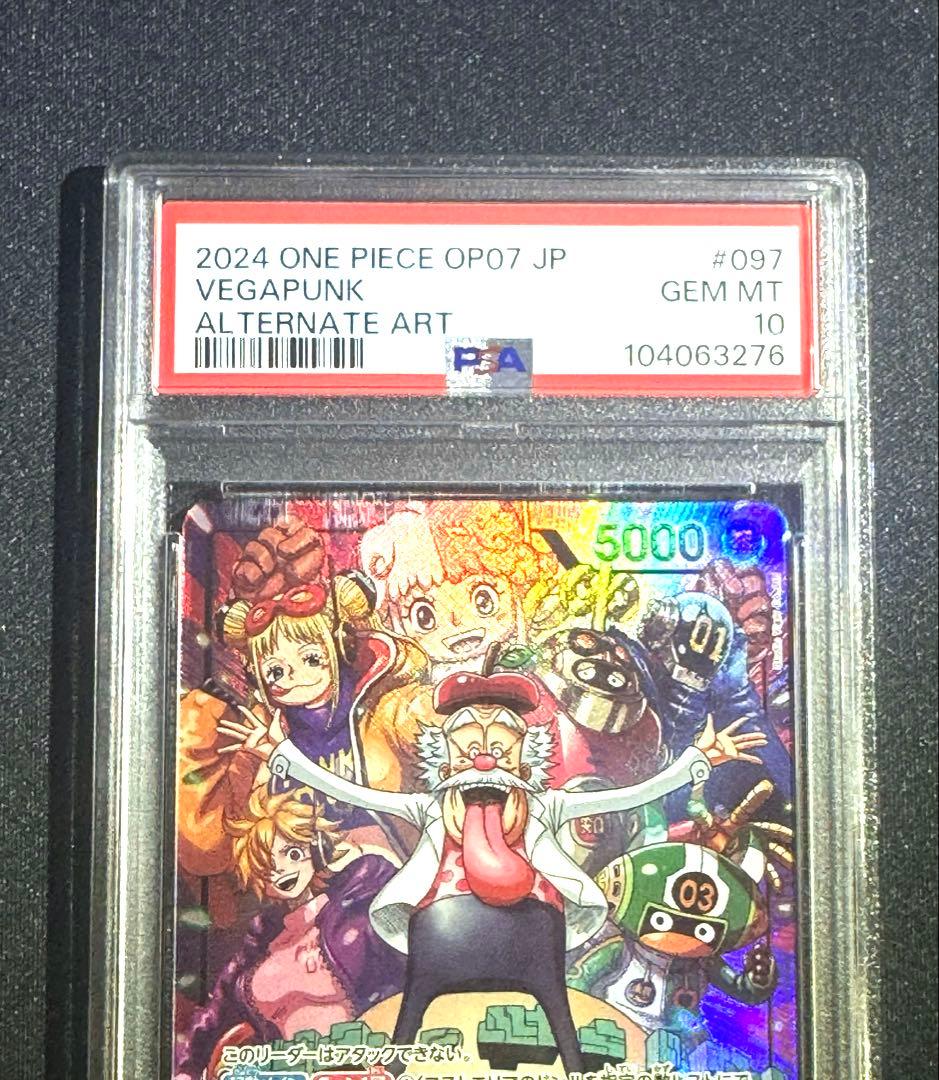 2024 ONE PIECE OP07 JP #097
VEGAPUNK GEM MT
ALTERNATE ART 10
PSA 104063276
5000
01
03
このリーダーはアタックできない。